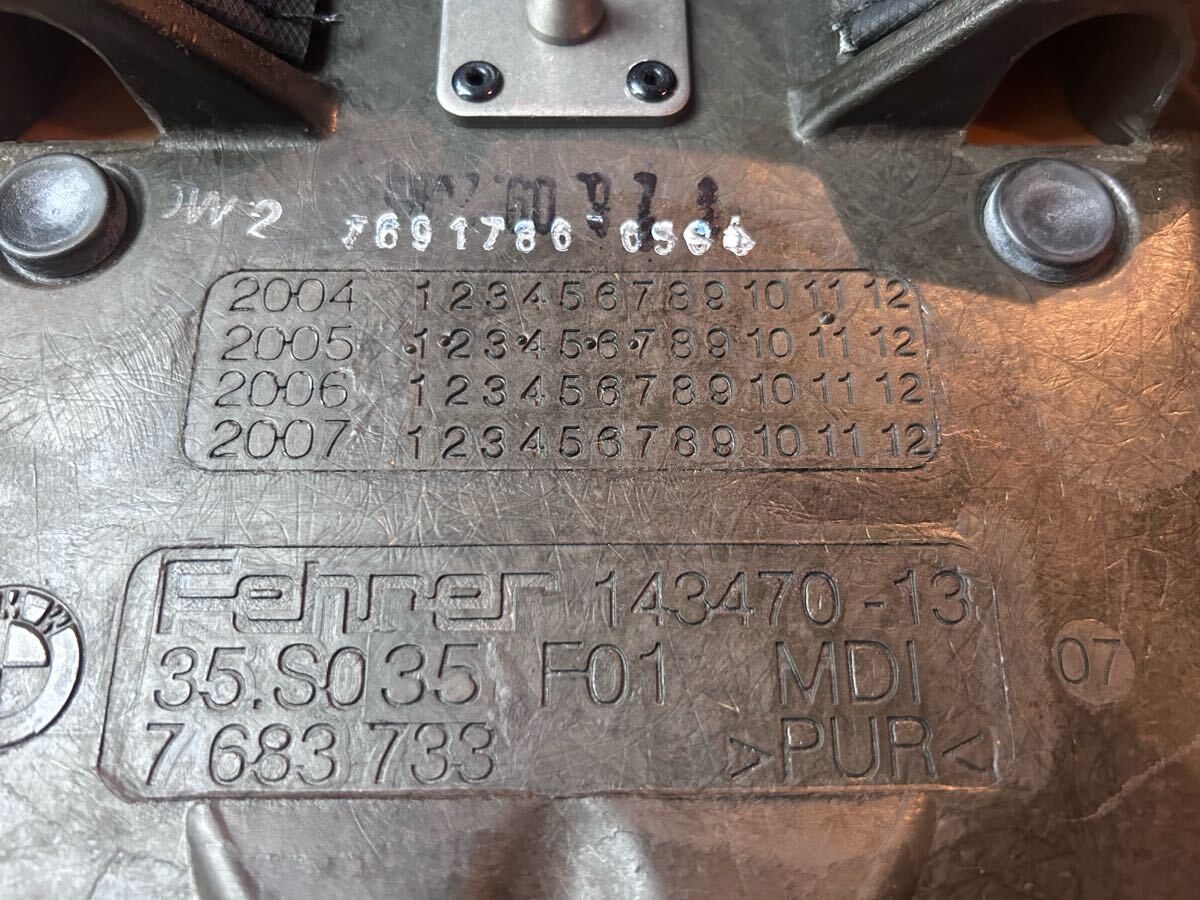 7691786
2004 1 2 3 4 5 6 7 8 9 10 11 12
2005 1 2 3 4 5 6 7 8 9 10 11 12
2006 1 2 3 4 5 6 7 8 9 10 11 12
2007 1 2 3 4 5 6 7 8 9 10 11 12
Fehrer 143470-13
35.S035 F01 MDI
07
7 683 733 >PUR<